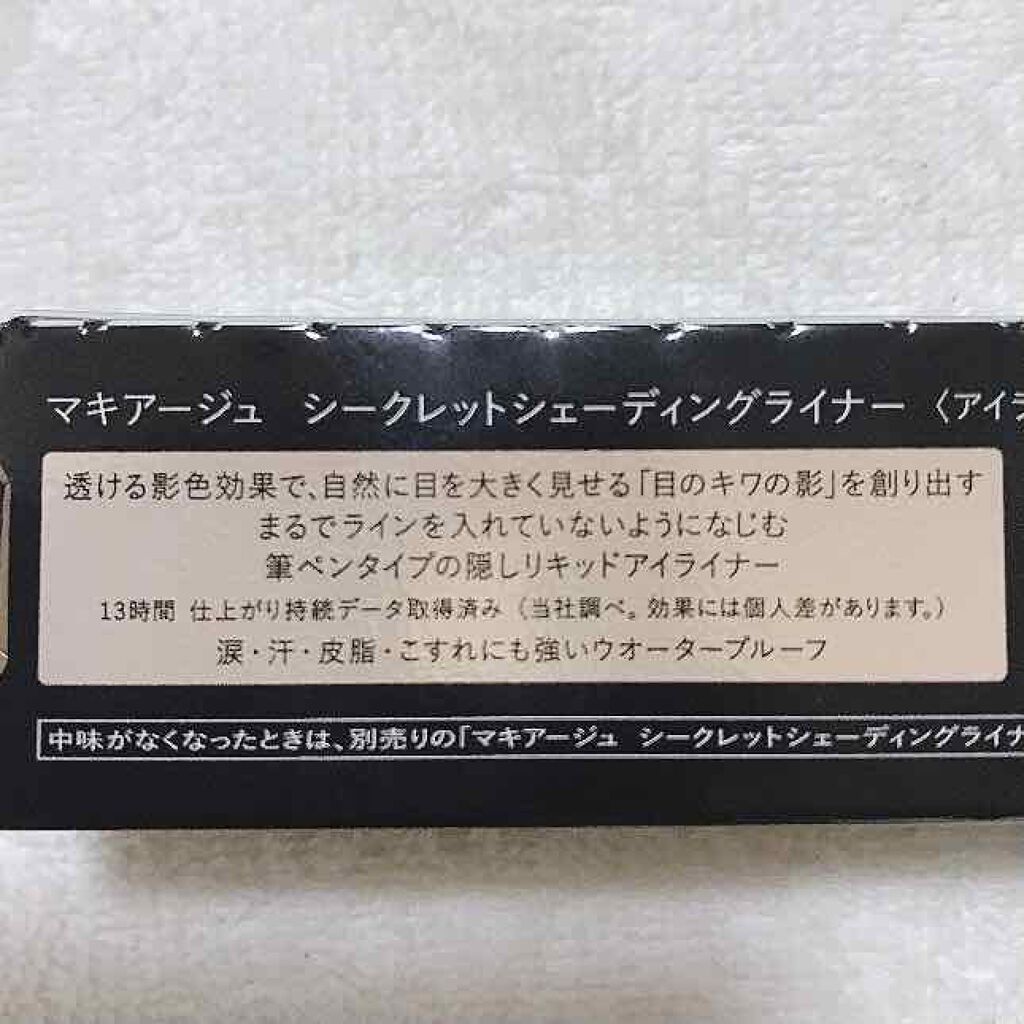 マキアージュ　シークレットシェーディングライナー 〈アイラ
透ける影色効果で、自然に目を大きく見せる「目のキワの影」を創り出す
まるでラインを入れていないようになじむ
筆ペンタイプの隠しリキッドアイライナー
13時間 仕上がり持続データ取得済み（当社調べ。効果には個人差があります。）
涙・汗・皮脂・こすれにも強いウオータープルーフ
中味がなくなったときは、別売りの「マキアージュ　シークレットシェーディングライナ